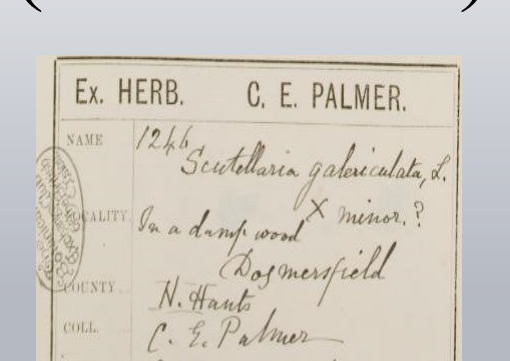 ( )
Ex. HERB. C. E. PALMER.
NAME 1246
Scutellaria galericulata, L.
× minor. ?
LOCALITY. In a damp wood
Dogmersfield
COUNTY. N. Hants
COLL. C. E. Palmer